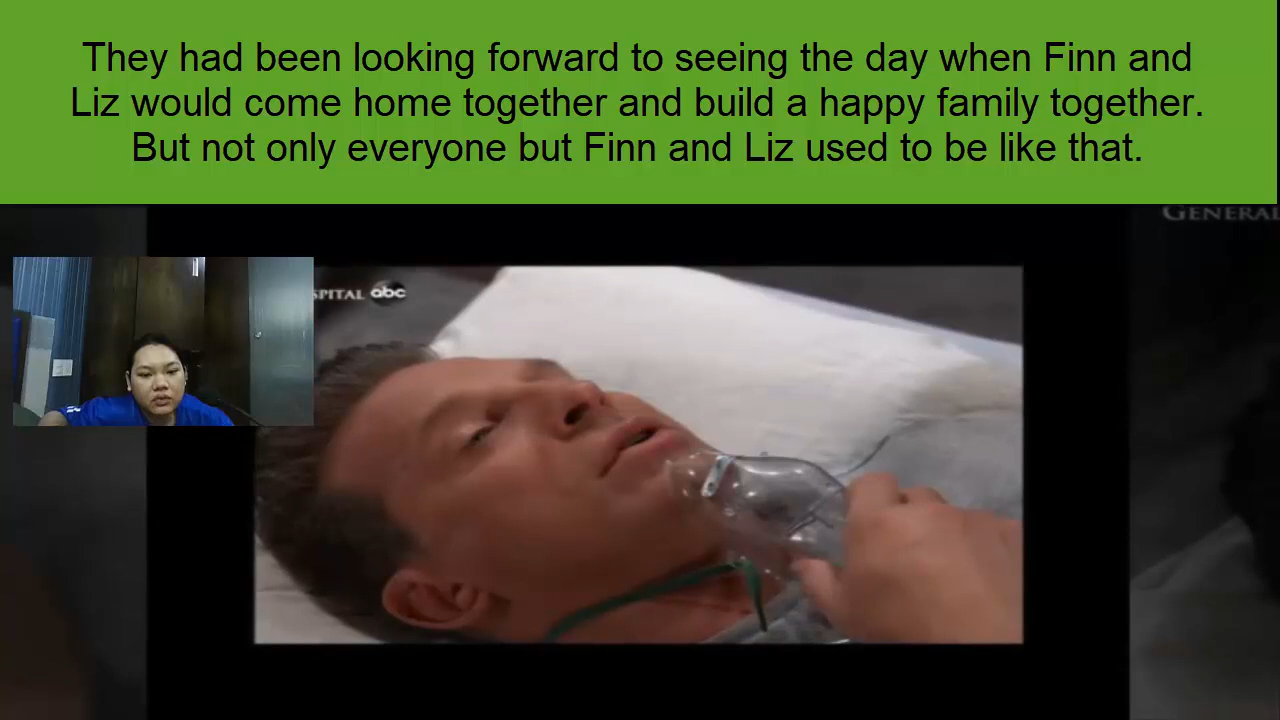 They had been looking forward to seeing the day when Finn and
Liz would come home together and build a happy family together.
But not only everyone but Finn and Liz used to be like that.
GENERAL
SPITAL abc